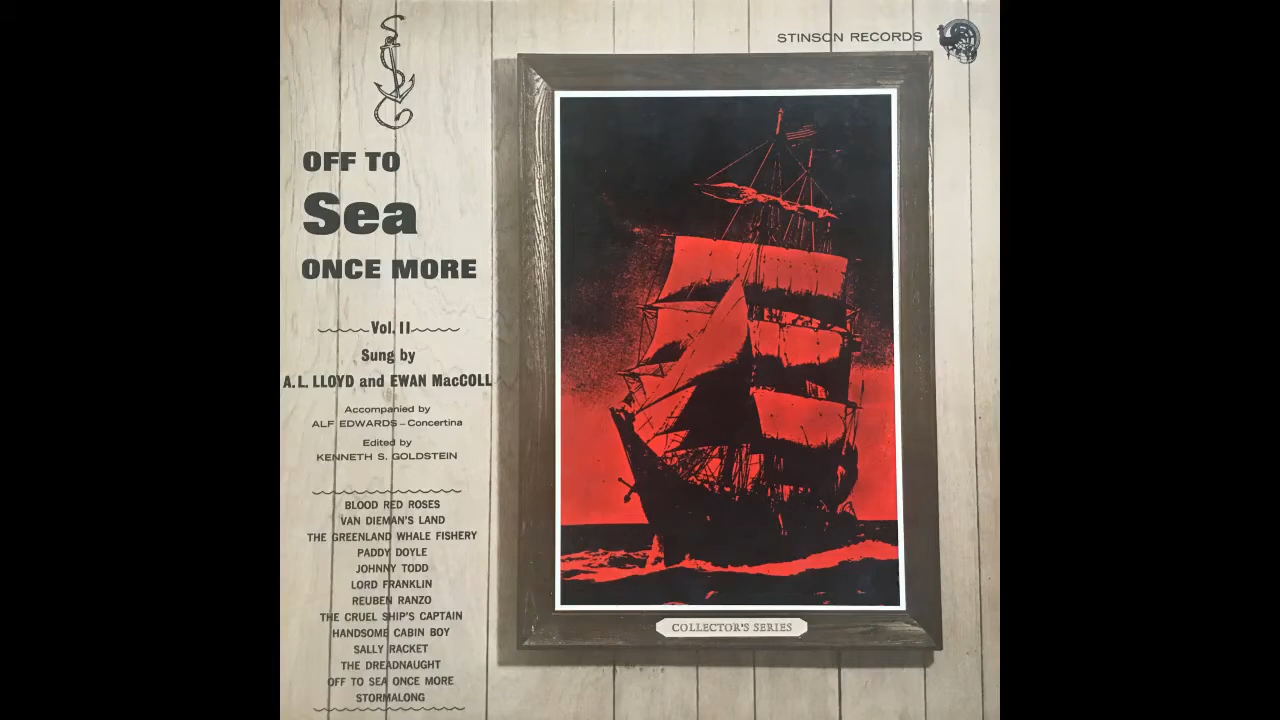 STINSON RECORDS
OFF TO
Sea
ONCE MORE
Vol. II
Sung by
A. L. LLOYD and EWAN MacCOLL
Accompanied by
ALF EDWARDS – Concertina
Edited by
KENNETH S. GOLDSTEIN
BLOOD RED ROSES
VAN DIEMAN'S LAND
THE GREENLAND WHALE FISHERY
PADDY DOYLE
JOHNNY TODD
LORD FRANKLIN
REUBEN RANZO
THE CRUEL SHIP'S CAPTAIN
HANDSOME CABIN BOY
SALLY RACKET
THE DREADNAUGHT
OFF TO SEA ONCE MORE
STORMALONG
COLLECTOR'S SERIES